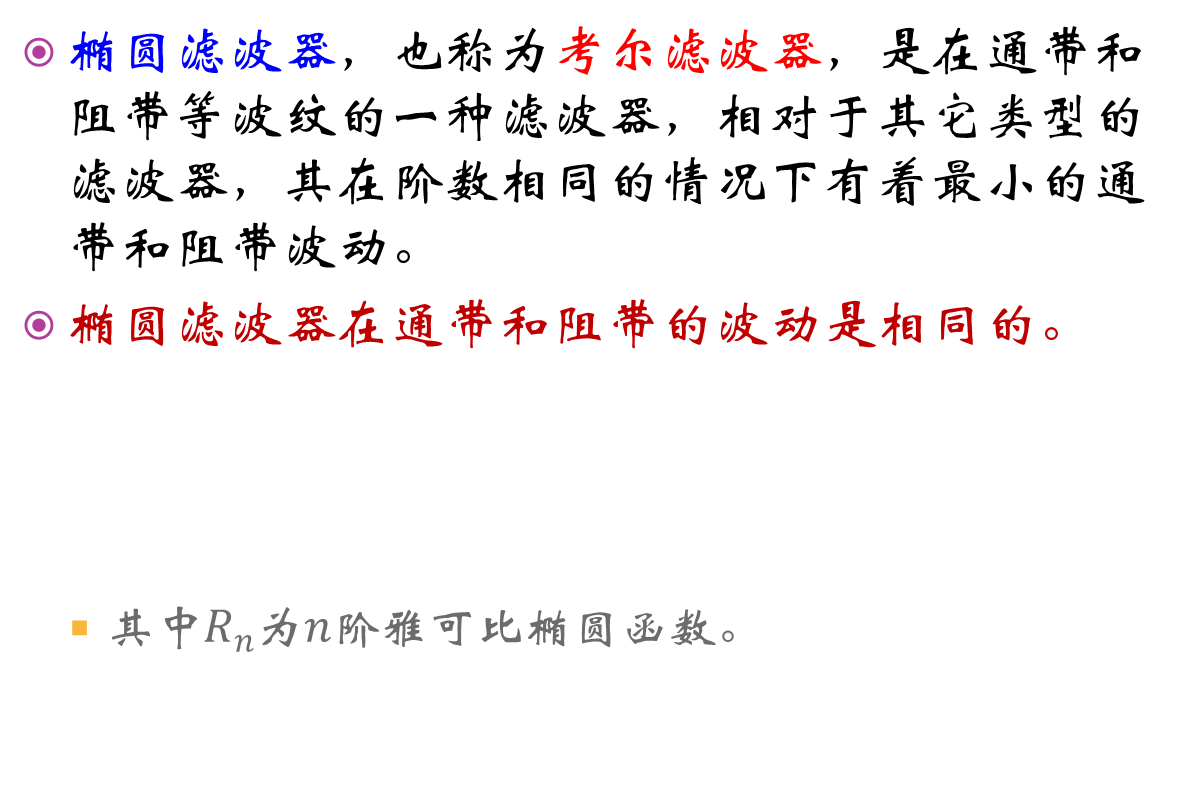 椭圆滤波器，也称为考尔滤波器，是在通带和
阻带等波纹的一种滤波器，相对于其它类型的
滤波器，其在阶数相同的情况下有着最小的通
带和阻带波动。
椭圆滤波器在通带和阻带的波动是相同的。
其中Rₙ为n阶雅可比椭圆函数。